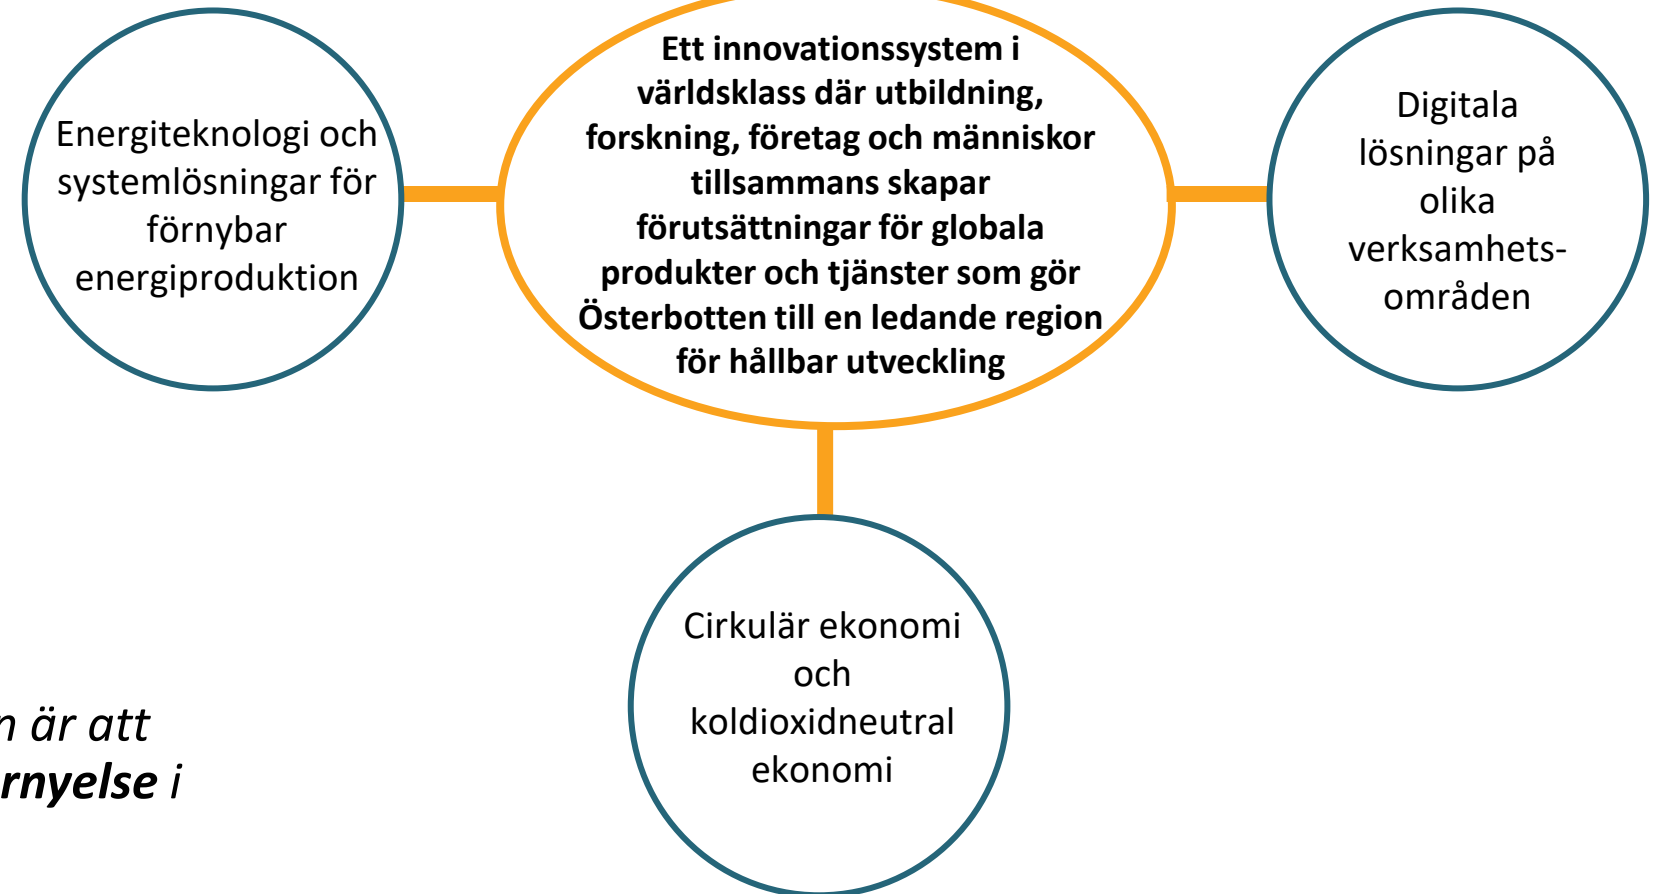 Energiteknologi och
systemlösningar för
förnybar
energiproduktion
Ett innovationssystem i
världsklass där utbildning,
forskning, företag och människor
tillsammans skapar
förutsättningar för globala
produkter och tjänster som gör
Österbotten till en ledande region
för hållbar utveckling
Digitala
lösningar på
olika
verksamhets-
områden
Cirkulär ekonomi
och
koldioxidneutral
ekonomi
är att
i